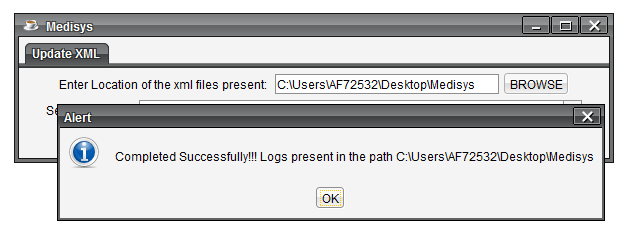 Medisys
Update XML
Enter Location of the xml files present: C:\Users\AF72532\Desktop\Medisys BROWSE
Alert
Completed Successfully!!! Logs present in the path C:\Users\AF72532\Desktop\Medisys
OK